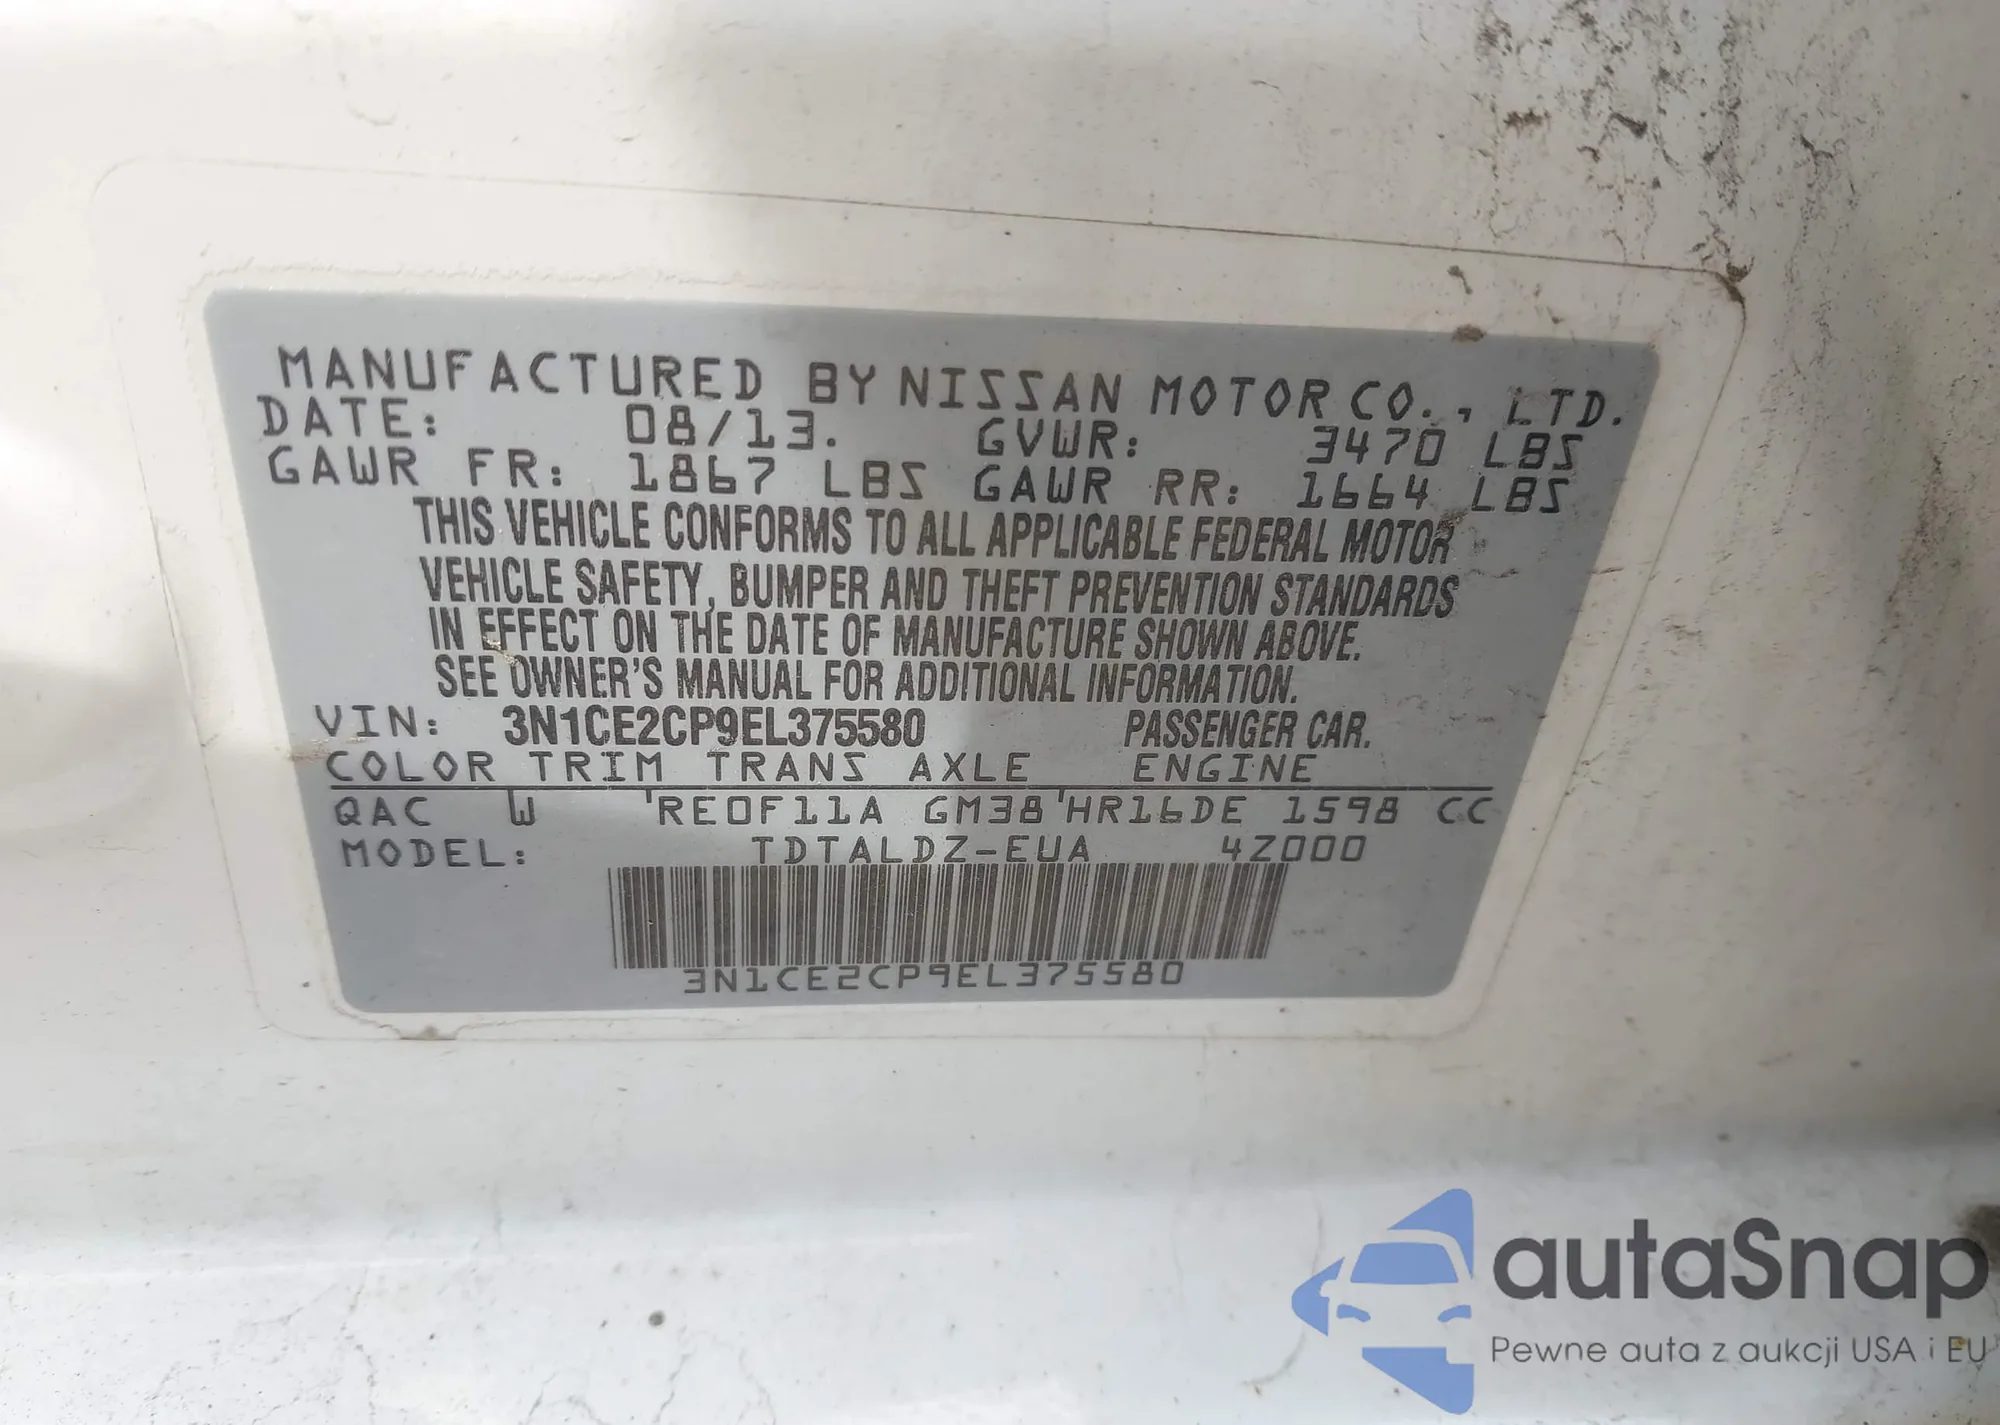 MANUFACTURED BY NISSAN MOTOR CO., LTD.
DATE: 08/13. GVWR: 3470 LBS
GAWR FR: 1867 LBS GAWR RR: 1664 LBS
THIS VEHICLE CONFORMS TO ALL APPLICABLE FEDERAL MOTOR
VEHICLE SAFETY, BUMPER AND THEFT PREVENTION STANDARDS
IN EFFECT ON THE DATE OF MANUFACTURE SHOWN ABOVE.
SEE OWNER'S MANUAL FOR ADDITIONAL INFORMATION.
VIN: 3N1CE2CP9EL375580 PASSENGER CAR.
COLOR TRIM TRANS AXLE ENGINE
QAC W 'RE0F11A GM38'HR16DE 1598 CC
MODEL: TDTALDZ-EUA 4Z000
3N1CE2CP9EL375580
autaSnap
Pewne auta z aukcji USA i EU